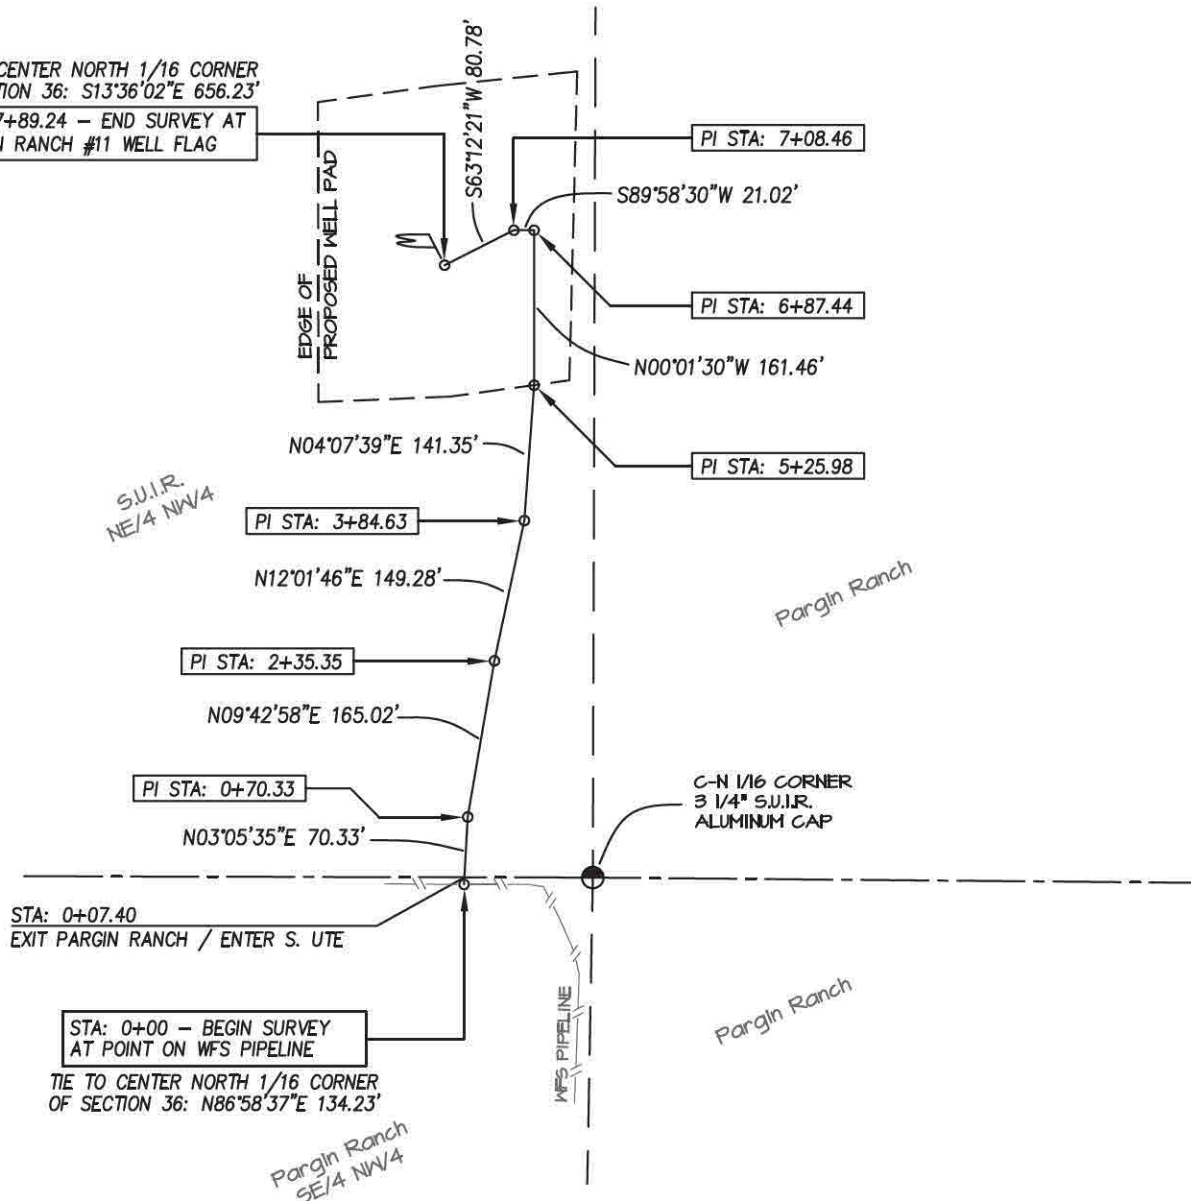 CENTER NORTH 1/16 CORNER
TION 36: S13°36'02"E 656.23'
7+89.24 – END SURVEY AT
RANCH #11 WELL FLAG
S63°12'21"W 80.78'
PI STA: 7+08.46
S89°58'30"W 21.02'
EDGE OF
PROPOSED WELL PAD
PI STA: 6+87.44
N00°01'30"W 161.46'
N04°07'39"E 141.35'
PI STA: 5+25.98
S.U.I.R.
NE/4 NW/4
PI STA: 3+84.63
N12°01'46"E 149.28'
Pargin Ranch
PI STA: 2+35.35
N09°42'58"E 165.02'
PI STA: 0+70.33
C-N 1/16 CORNER
3 1/4" S.U.I.R.
ALUMINUM CAP
N03°05'35"E 70.33'
STA: 0+07.40
EXIT PARGIN RANCH / ENTER S. UTE
STA: 0+00 – BEGIN SURVEY
AT POINT ON WFS PIPELINE
TIE TO CENTER NORTH 1/16 CORNER
OF SECTION 36: N86°58'37"E 134.23'
WFS PIPELINE
Pargin Ranch
Pargin Ranch
SE/4 NW/4